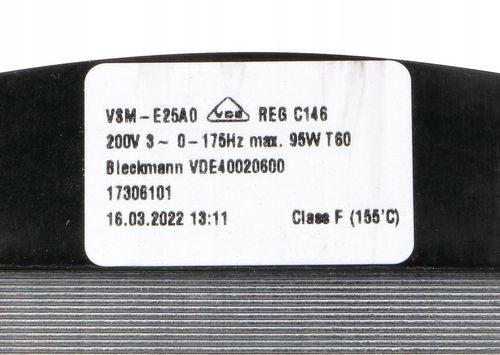 VSM-E25A0 VDE REG C146
200V 3~ 0-175Hz max. 95W T60
Bleckmann VDE40020600
17306101
16.03.2022 13:11 Class F (155'C)